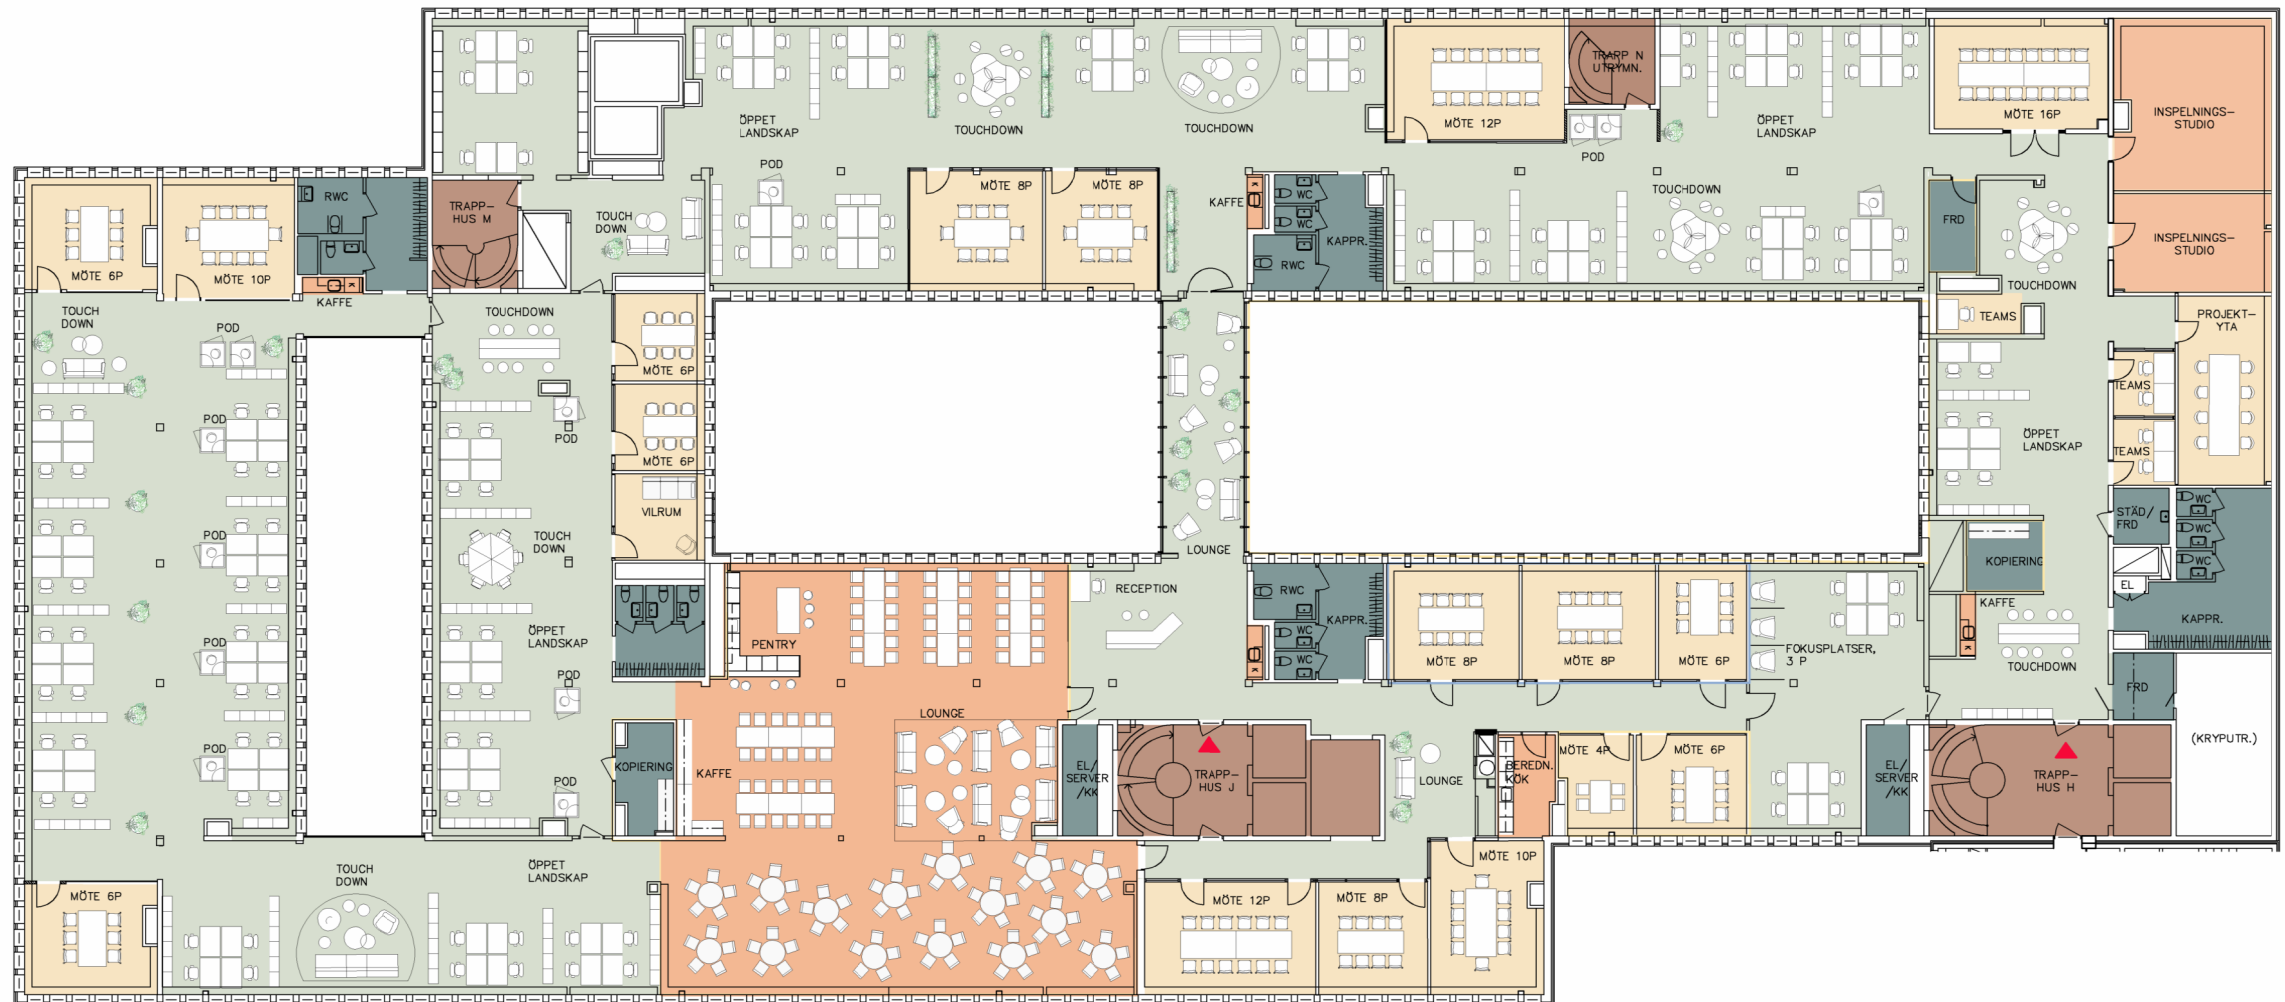 TRAPP N
UTRYMN.
MÖTE 12P
MÖTE 16P
INSPELNINGS-
STUDIO
ÖPPET
LANDSKAP
TOUCHDOWN
TOUCHDOWN
ÖPPET
LANDSKAP
POD
POD
MÖTE 8P
MÖTE 8P
TOUCHDOWN
RWC
TRAPP-
HUS M
TOUCH
DOWN
KAFFE
K
WC
WC
KAPPR.
RWC
FRD
INSPELNINGS-
STUDIO
MÖTE 6P
MÖTE 10P
K
KAFFE
TOUCHDOWN
TOUCH
DOWN
POD
TOUCHDOWN
TEAMS
PROJEKT-
YTA
MÖTE 6P
TEAMS
POD
POD
MÖTE 6P
ÖPPET
LANDSKAP
TEAMS
VILRUM
STÄD/
FRD
WC
WC
WC
POD
TOUCH
DOWN
LOUNGE
KOPIERING
EL
RECEPTION
RWC
KAPPR.
WC
WC
K
KAFFE
K
KAPPR.
ÖPPET
LANDSKAP
PENTRY
POD
MÖTE 8P
MÖTE 8P
MÖTE 6P
FOKUSPLATSER,
3 P
TOUCHDOWN
POD
FRD
LOUNGE
POD
KOPIERING
KAFFE
EL/
SERVER
/KK
TRAPP-
HUS J
LOUNGE
BEREDN.
KÖK
MÖTE 4P
MÖTE 6P
EL/
SERVER
/KK
TRAPP-
HUS H
(KRYPUTR.)
POD
TOUCH
DOWN
ÖPPET
LANDSKAP
MÖTE 6P
MÖTE 12P
MÖTE 8P
MÖTE 10P